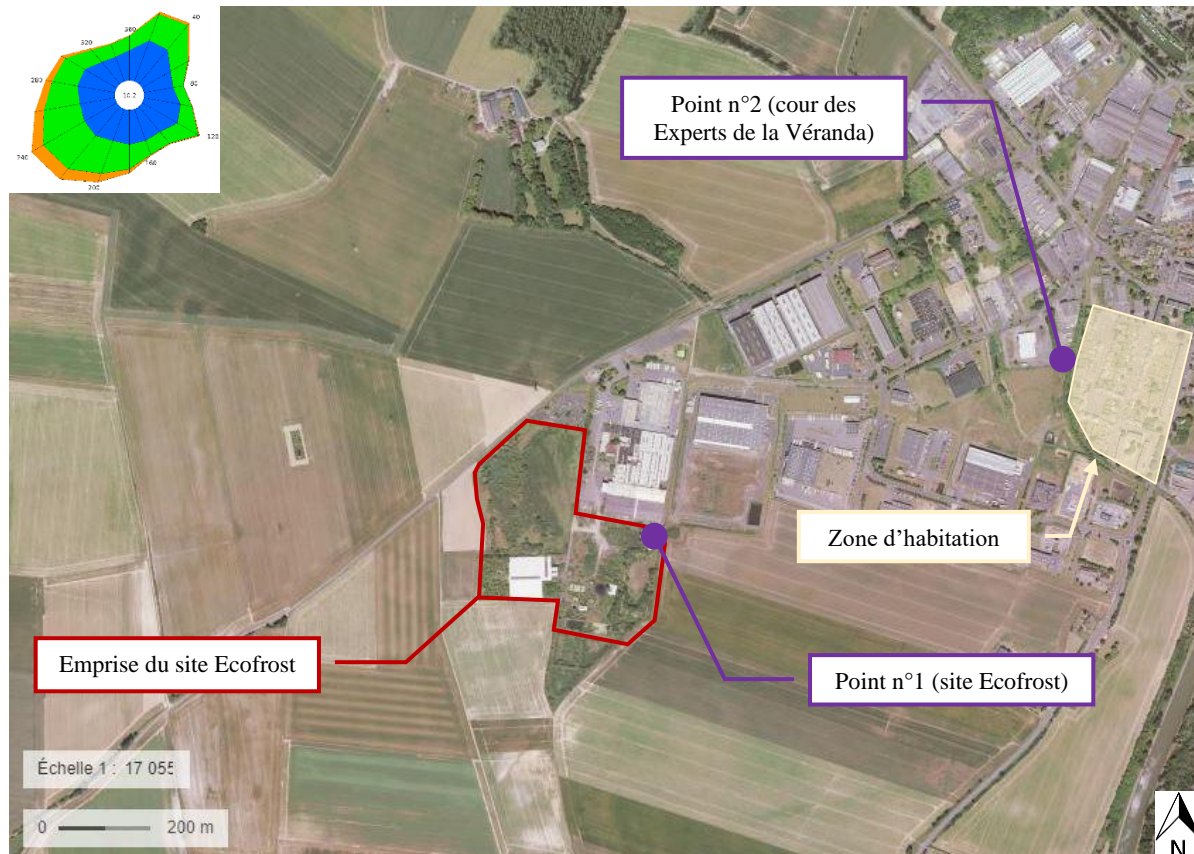 40
360
320
80
280
16.2
120
240
160
200
Point n°2 (cour des
Experts de la Véranda)
Zone d'habitation
Emprise du site Ecofrost
Point n°1 (site Ecofrost)
Échelle 1 : 17 055
0 200 m
N